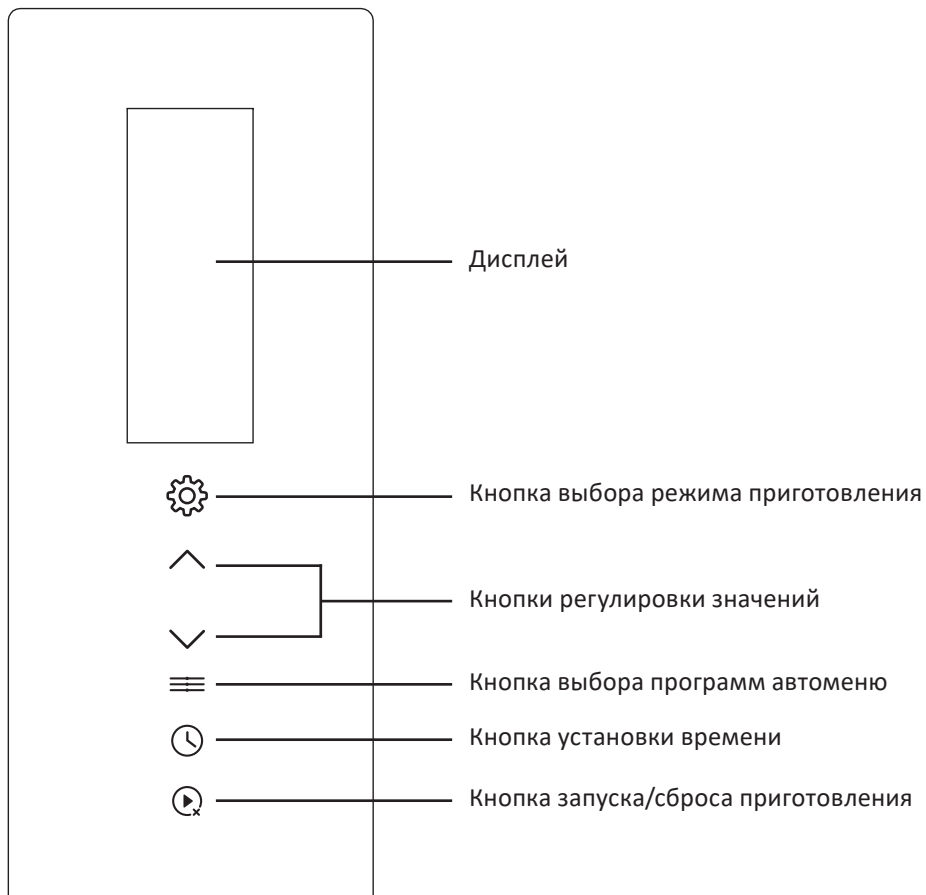 Дисплей
Кнопка выбора режима приготовления
Кнопки регулировки значений
Кнопка выбора программ автоменю
Кнопка установки времени
Кнопка запуска/сброса приготовления